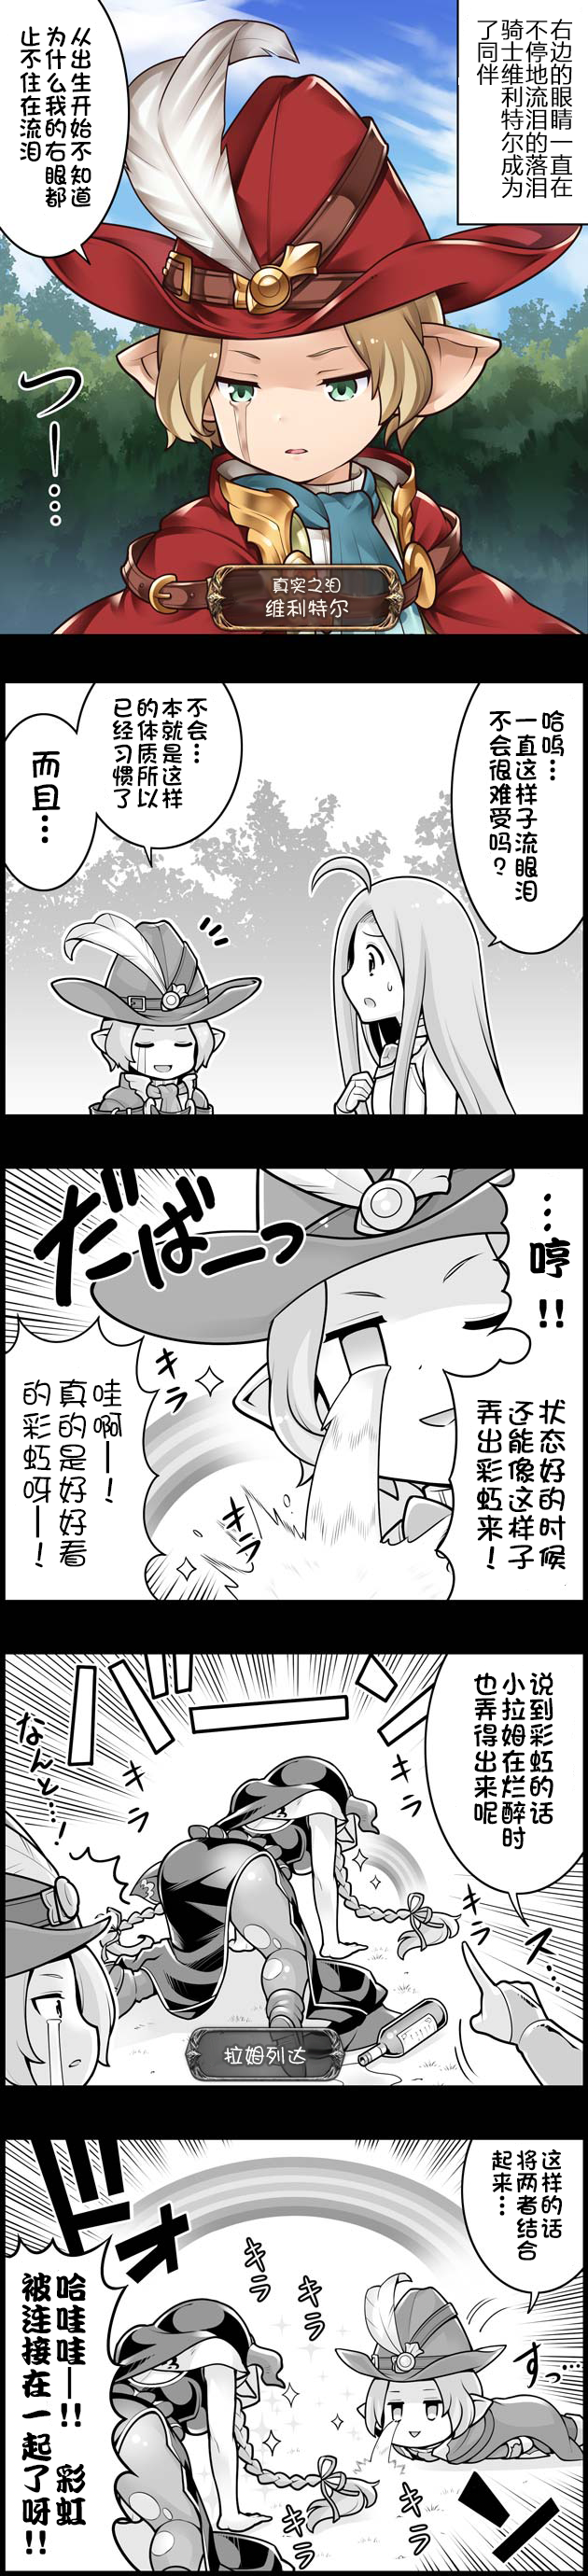 右边的眼睛一直在
不停地流泪的落泪
骑士维利特尔成为
了同伴
从出生开始不知道
为什么我的右眼都
止不住在流泪
つー…
真实之泪
维利特尔
哈呜…
一直这样子流眼泪
不会很难受吗？
不会…
本就是这样
的体质所以
已经习惯了
而且…
…哼!!
状态好的时候
还能像这样子
弄出彩虹来！
だばーっ
キラ
キラ
哇啊ー！
真的是好好看
的彩虹呀ー！
说到彩虹的话
小拉姆在烂醉时
也弄得出来呢
ス…
キラ
キラ
なんと…！
拉姆列达
这样的话
将两者结合
起来…
すっ…
キラ
キラ
キラ
キラ
オ
哈哇哇ー!!彩虹
被连接在一起了呀!!